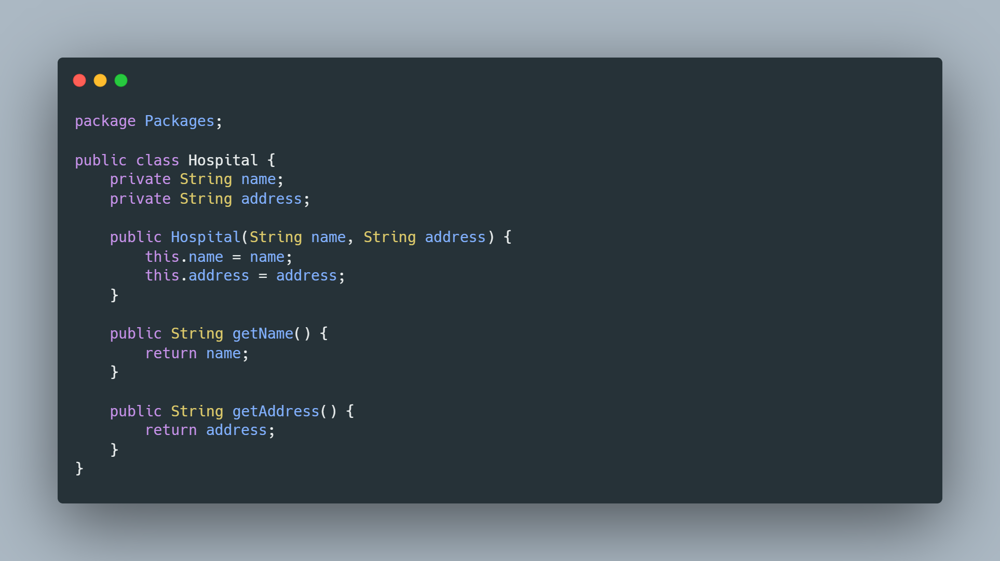 package Packages;

public class Hospital {
    private String name;
    private String address;

    public Hospital(String name, String address) {
        this.name = name;
        this.address = address;
    }

    public String getName() {
        return name;
    }

    public String getAddress() {
        return address;
    }
}